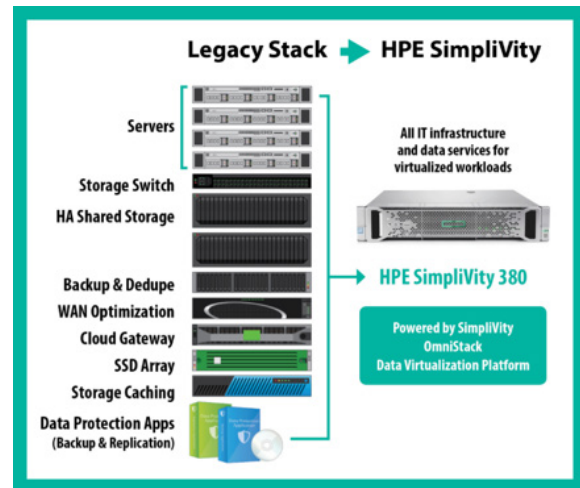 Legacy Stack
HPE SimpliVity
Servers
Storage Switch
HA Shared Storage
Backup & Dedupe
WAN Optimization
Cloud Gateway
SSD Array
Storage Caching
Data Protection Apps
(Backup & Replication)
All IT infrastructure
and data services for
virtualized workloads
HPE SimpliVity 380
Powered by SimpliVity
OmniStack
Data Virtualization Platform